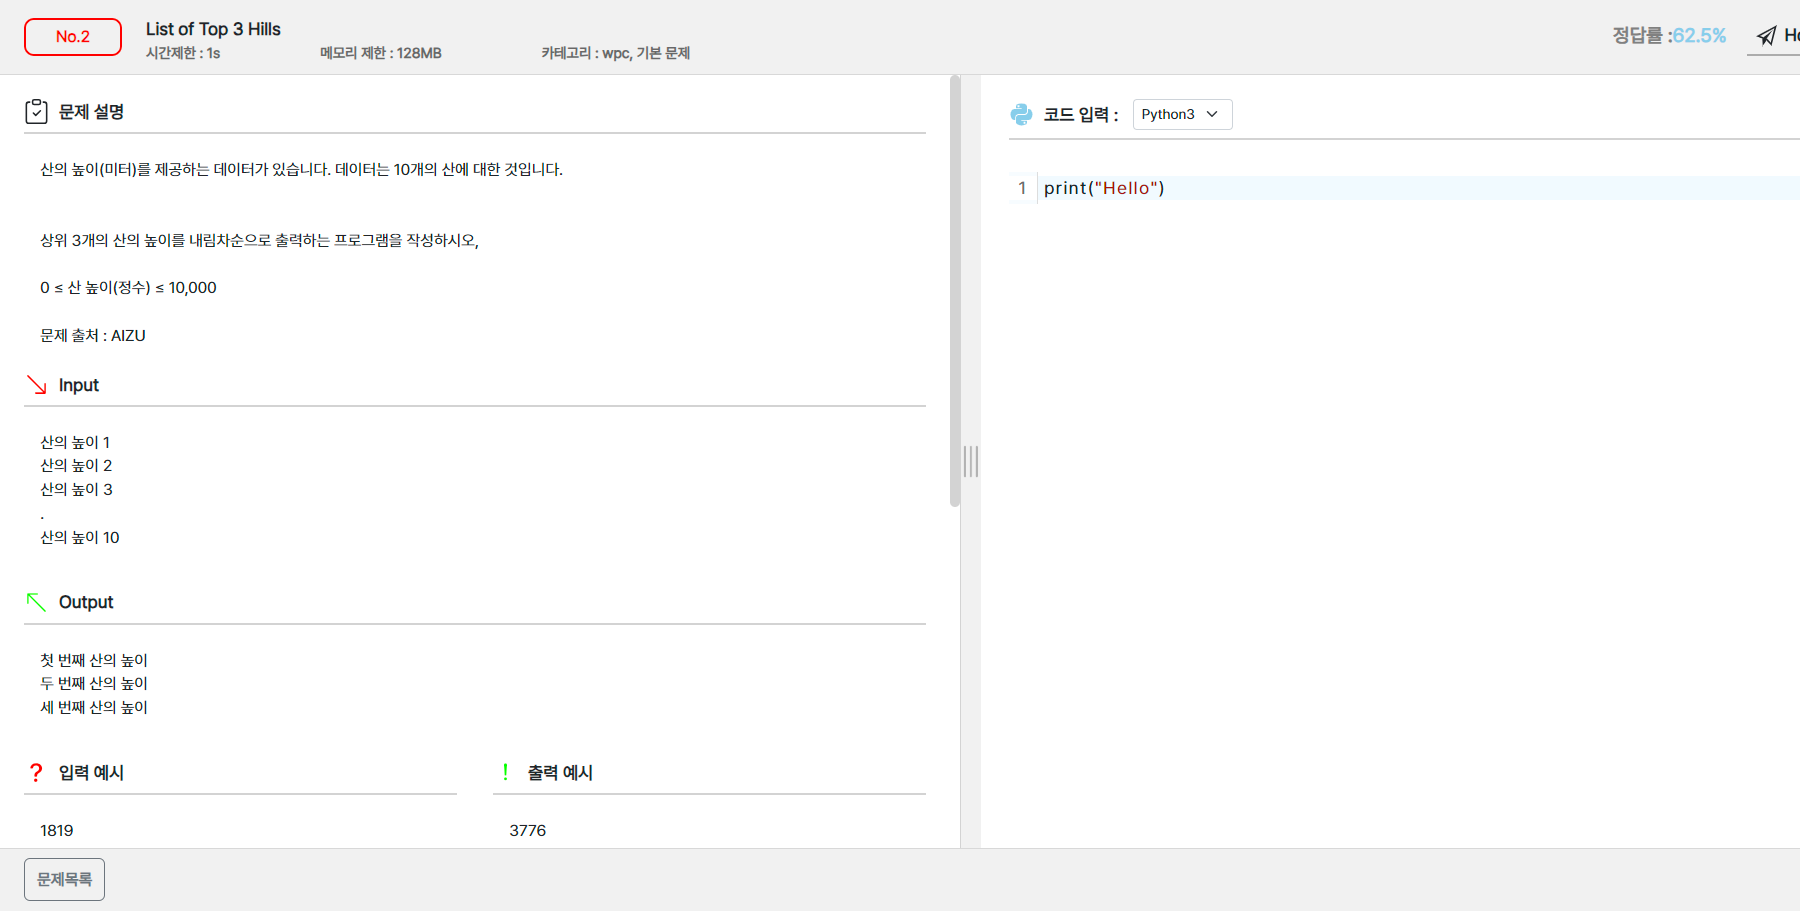 No.2
List of Top 3 Hills
시간제한 : 1s 메모리 제한 : 128MB 카테고리 : wpc, 기본 문제
정답률 :62.5%
문제 설명
산의 높이(미터)를 제공하는 데이터가 있습니다. 데이터는 10개의 산에 대한 것입니다.
상위 3개의 산의 높이를 내림차순으로 출력하는 프로그램을 작성하시오,
0 ≤ 산 높이(정수) ≤ 10,000
문제 출처 : AIZU
Input
산의 높이 1
산의 높이 2
산의 높이 3
.
산의 높이 10
Output
첫 번째 산의 높이
두 번째 산의 높이
세 번째 산의 높이
입력 예시
1819
출력 예시
3776
코드 입력 :
Python3
1 print("Hello")
문제목록